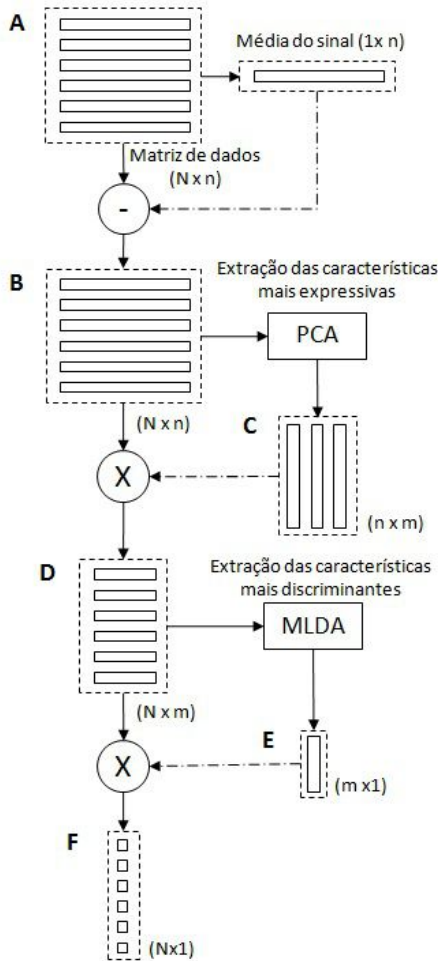 A
Média do sinal (1x n)
Matriz de dados
(N x n)
-
B
Extração das características
mais expressivas
PCA
(N x n)
C
X
(n x m)
D
Extração das características
mais discriminantes
MLDA
(N x m)
E
X
(m x1)
F
(Nx1)